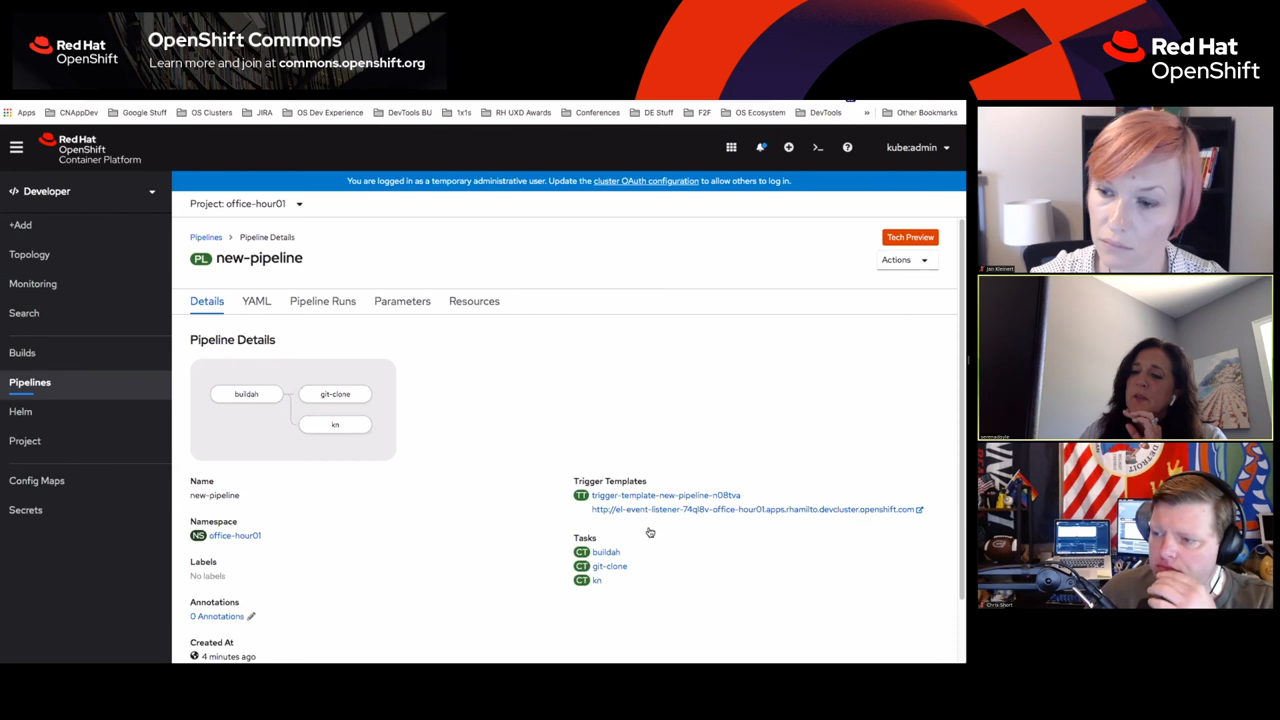 Red Hat
OpenShift
OpenShift Commons
Learn more and join at commons.openshift.org
Red Hat
OpenShift
Apps CNAppDev Google Stuff OS Clusters JIRA OS Dev Experience DevTools BU 1x1s RH UXD Awards Conferences DE Stuff F2F OS Ecosystem DevTools » Other Bookmarks
Red Hat
OpenShift
Container Platform
kube:admin
Developer
You are logged in as a temporary administrative user. Update the cluster OAuth configuration to allow others to log in.
+Add
Topology
Monitoring
Search
Builds
Pipelines
Helm
Project
Config Maps
Secrets
Project: office-hour01
Pipelines > Pipeline Details
Tech Preview
PL new-pipeline
Actions
Details YAML Pipeline Runs Parameters Resources
Pipeline Details
buildah git-clone
kn
Name
new-pipeline
Namespace
NS office-hour01
Labels
No labels
Annotations
0 Annotations
Created At
4 minutes ago
Trigger Templates
TT trigger-template-new-pipeline-n08tva
http://el-event-listener-74ql8v-office-hour01.apps.rhamilto.devcluster.openshift.com
Tasks
CT buildah
CT git-clone
CT kn
Jan Kleinert
serenadoyle
Chris Short
DETROIT